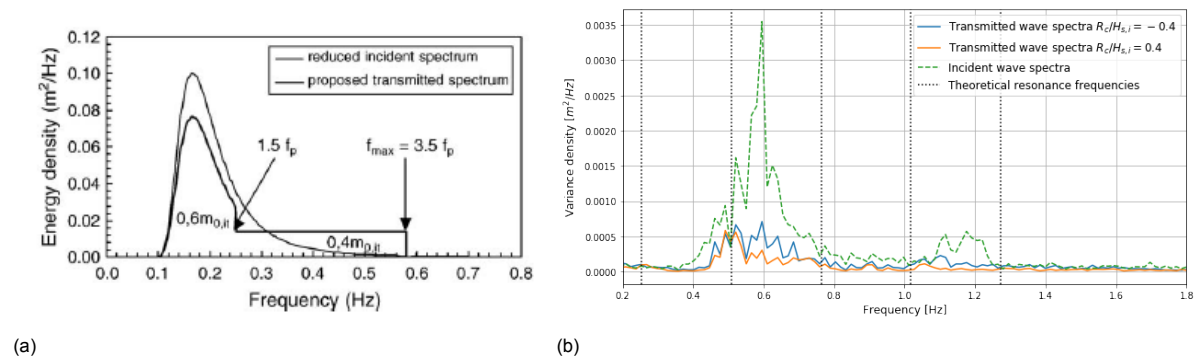 0.12
0.10
0.08
0.06
0.04
0.02
0.00
Energy density (m²/Hz)
reduced incident spectrum
proposed transmitted spectrum
1.5 fp
fmax = 3.5 fp
0,6m0,it
0,4m0,it
0.0 0.1 0.2 0.3 0.4 0.5 0.6 0.7 0.8
Frequency (Hz)
(a)
0.0035
0.0030
0.0025
0.0020
0.0015
0.0010
0.0005
0.0000
Variance density [m²/Hz]
Transmitted wave spectra Rc/Hs,i = −0.4
Transmitted wave spectra Rc/Hs,i = 0.4
Incident wave spectra
Theoretical resonance frequencies
0.2 0.4 0.6 0.8 1.0 1.2 1.4 1.6 1.8
Frequency [Hz]
(b)